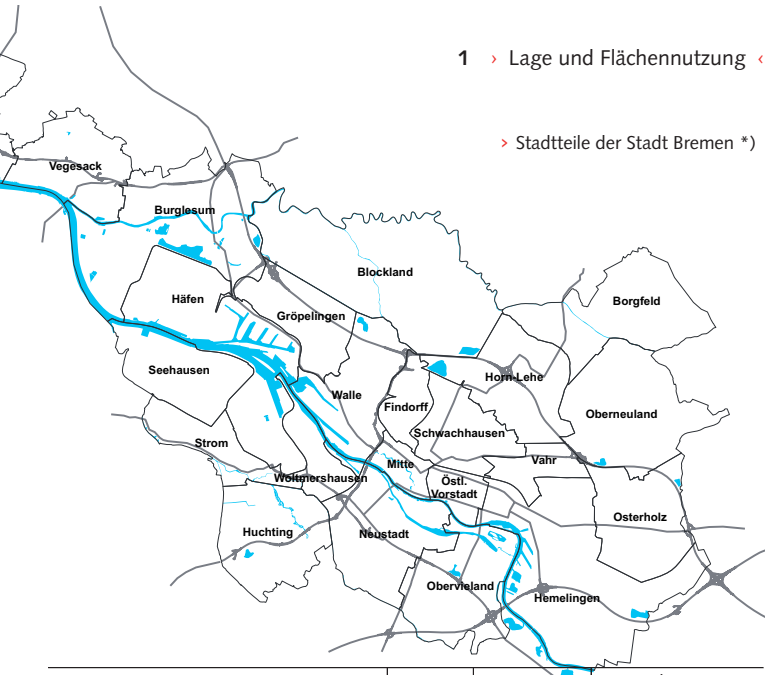 1 › Lage und Flächennutzung ‹
› Stadtteile der Stadt Bremen *)
Vegesack
Burglesum
Blockland
Häfen
Borgfeld
Gröpelingen
Seehausen
Horn-Lehe
Walle
Findorff
Oberneuland
Schwachhausen
Strom
Vahr
Mitte
Woltmershausen
Östl.
Vorstadt
Osterholz
Huchting
Neustadt
Obervieland
Hemelingen